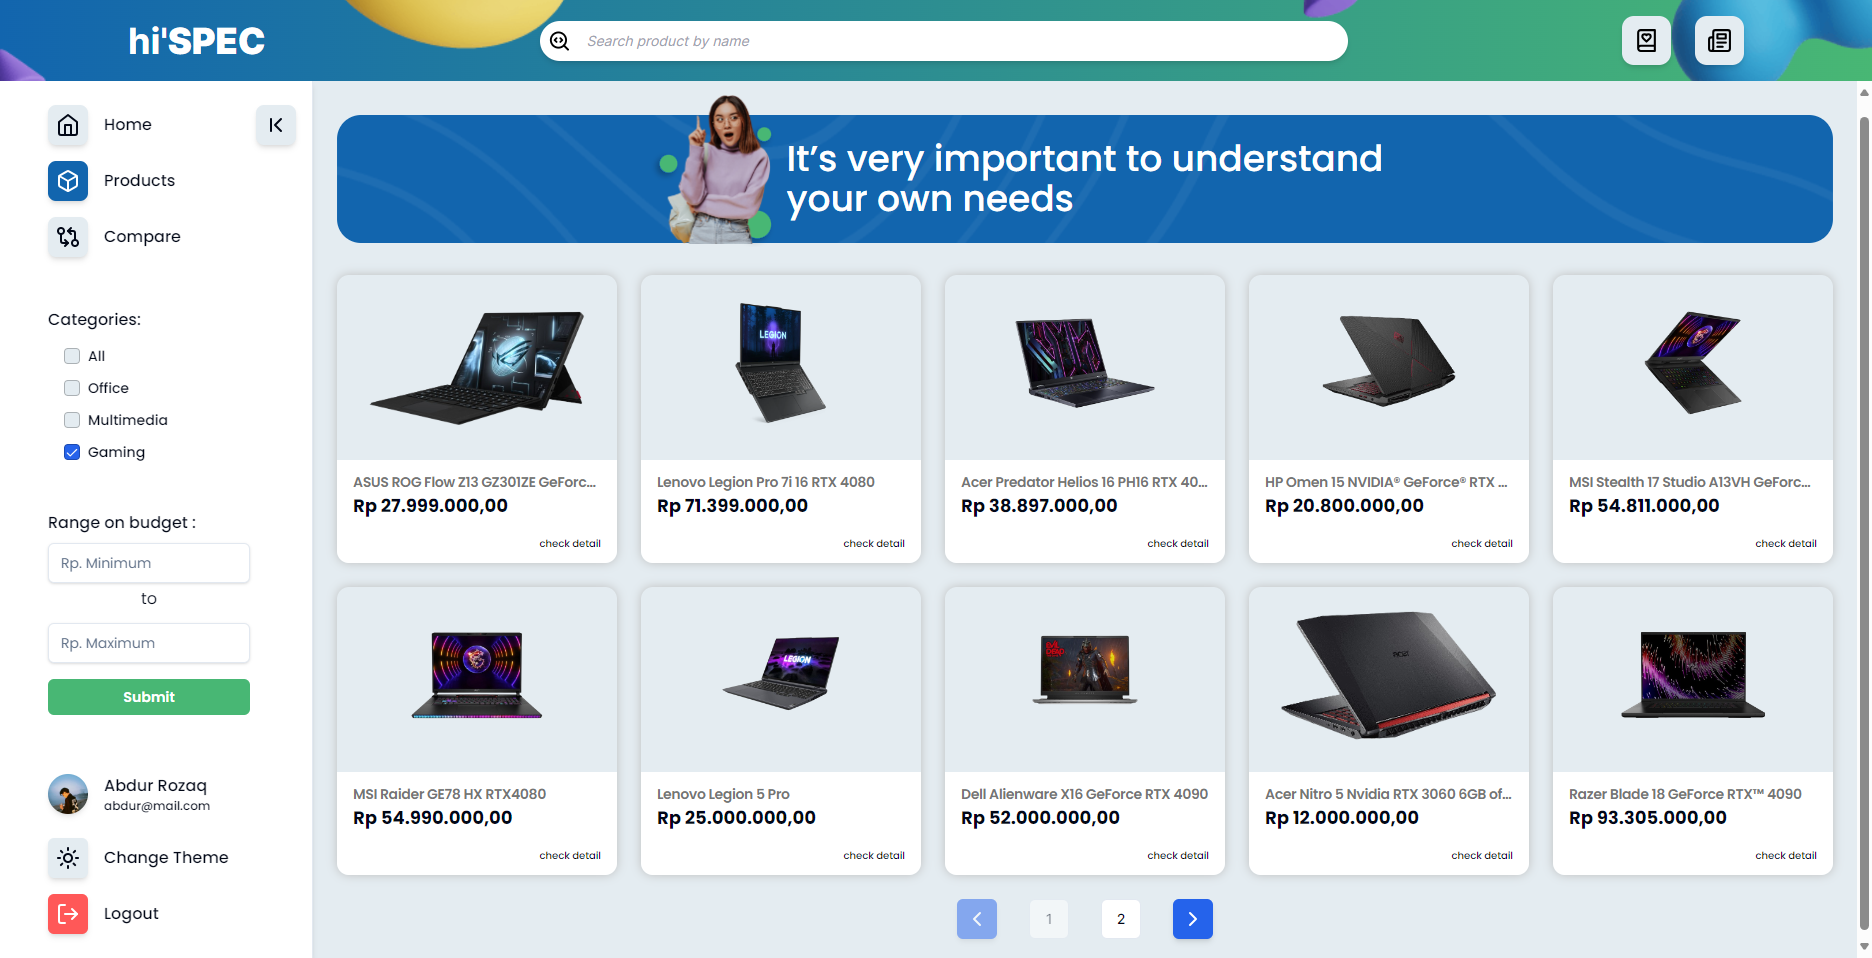 hi'SPEC
Search product by name
Home
Products
Compare
Categories:
All
Office
Multimedia
Gaming
Range on budget :
Rp. Minimum
to
Rp. Maximum
Submit
Abdur Rozaq
abdur@mail.com
Change Theme
Logout
It’s very important to understand
your own needs
LEGION
ASUS ROG Flow Z13 GZ301ZE GeForc...
Rp 27.999.000,00
check detail
Lenovo Legion Pro 7i 16 RTX 4080
Rp 71.399.000,00
check detail
Acer Predator Helios 16 PH16 RTX 40...
Rp 38.897.000,00
check detail
HP Omen 15 NVIDIA® GeForce® RTX ...
Rp 20.800.000,00
check detail
MSI Stealth 17 Studio A13VH GeForc...
Rp 54.811.000,00
check detail
LEGION
acer
MSI Raider GE78 HX RTX4080
Rp 54.990.000,00
check detail
Lenovo Legion 5 Pro
Rp 25.000.000,00
check detail
Dell Alienware X16 GeForce RTX 4090
Rp 52.000.000,00
check detail
Acer Nitro 5 Nvidia RTX 3060 6GB of...
Rp 12.000.000,00
check detail
Razer Blade 18 GeForce RTX™ 4090
Rp 93.305.000,00
check detail
1
2